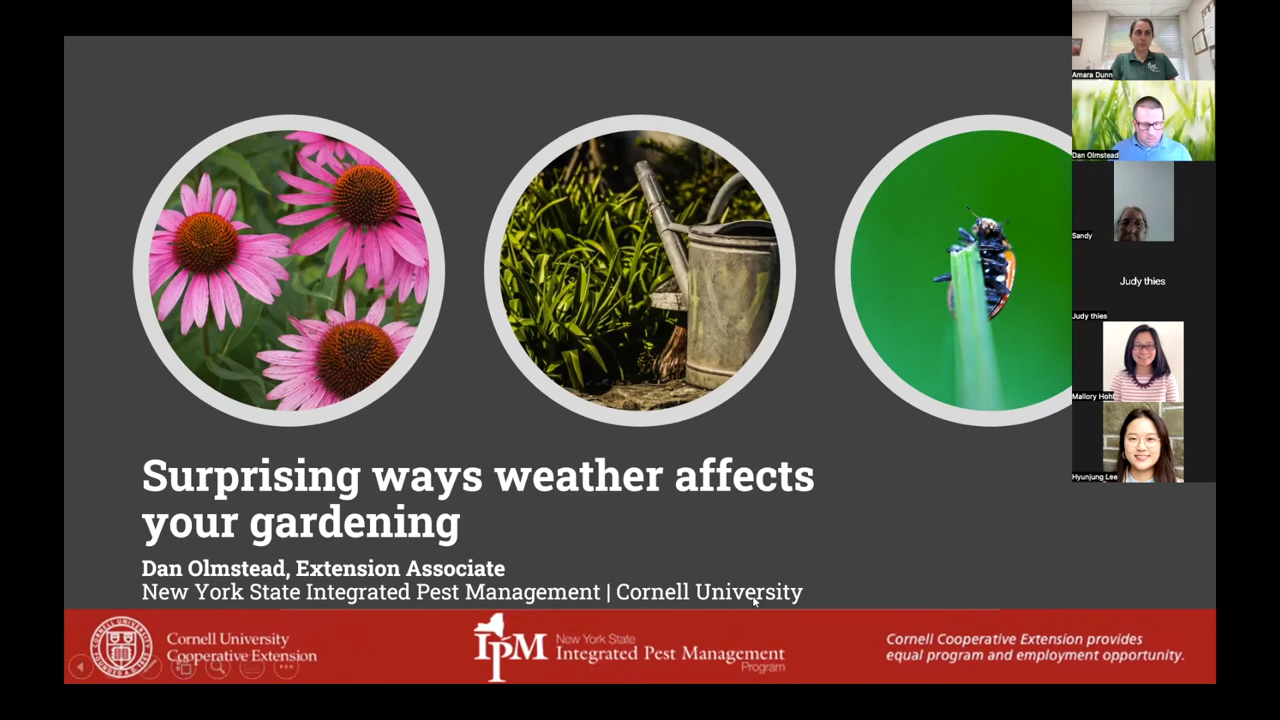 Surprising ways weather affects
your gardening
Dan Olmstead, Extension Associate
New York State Integrated Pest Management | Cornell University
Cornell University
Cooperative Extension
IPM
New York State
Integrated Pest Management
Program
Cornell Cooperative Extension provides
equal program and employment opportunity.
Amara Dunn
Dan Olmstead
Sandy
Judy thies
Judy thies
Mallory Hohl
Hyunjung Lee